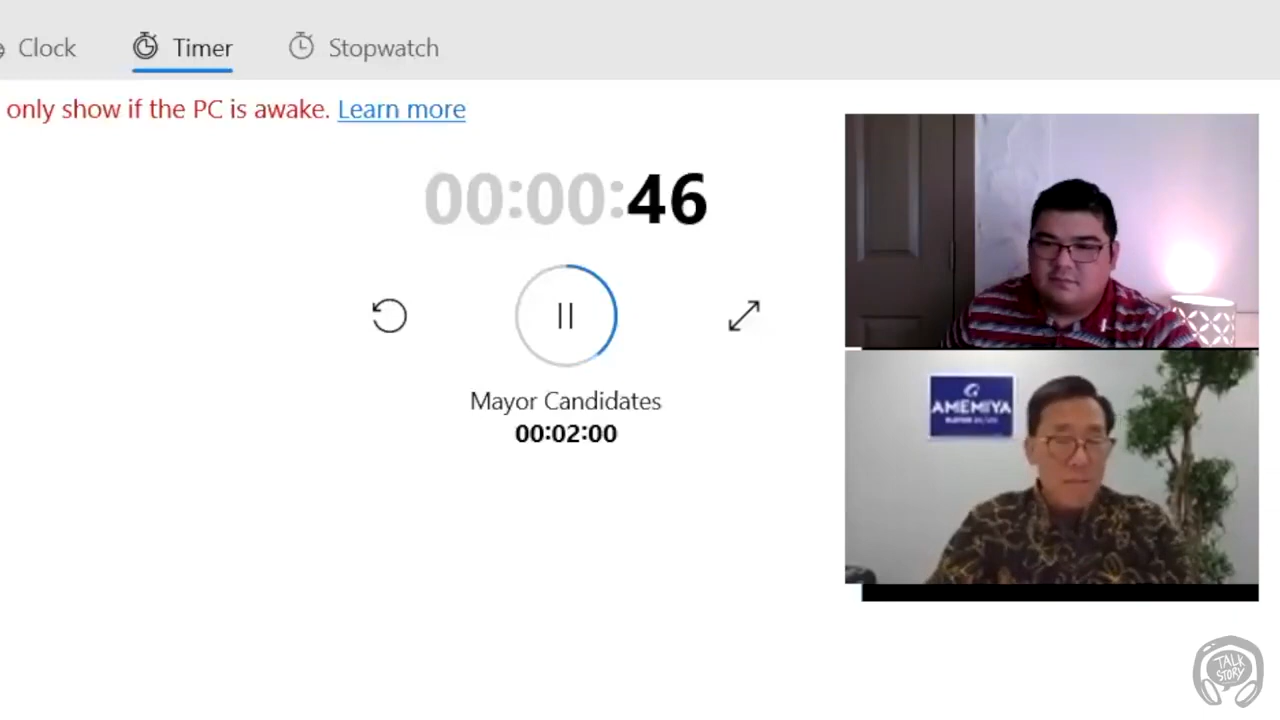 Clock
Timer
Stopwatch
only show if the PC is awake. Learn more
00:00:46
Mayor Candidates
00:02:00
AMEMIYA
TALK
STORY